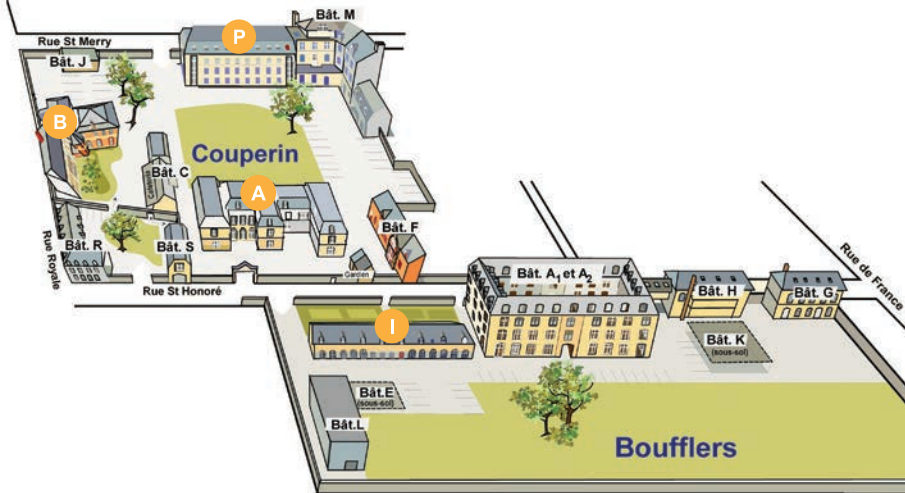 Bât. M
P
Rue St Merry
Bât. J
B
Couperin
Bât. C
A
Bât. F
Bât. R
Bât. S
Rue Royale
Garden
Rue St Honoré
Bât. A1 et A2
Rue de France
Bât. H
Bât. G
I
Bât. K
(sous-sol)
Bât.E
(sous-sol)
Bât.L
Boufflers